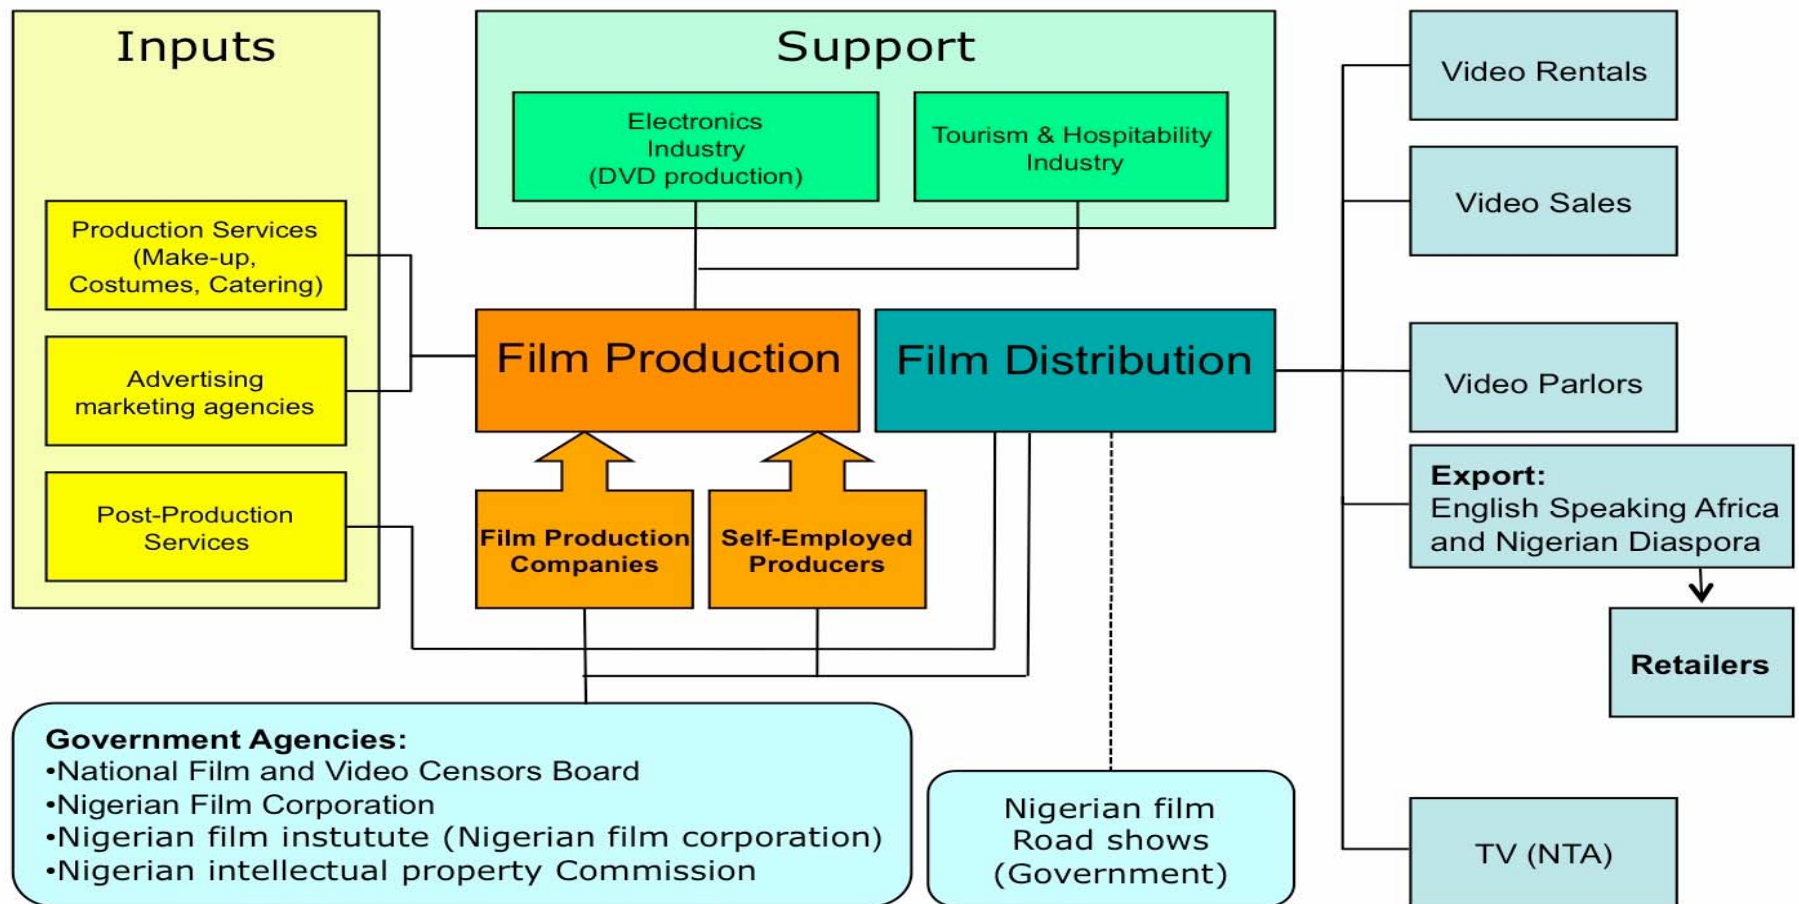 Inputs
Production Services
(Make-up,
Costumes, Catering)
Advertising
marketing agencies
Post-Production
Services
Support
Electronics
Industry
(DVD production)
Tourism & Hospitability
Industry
Film Production
Film Distribution
Film Production
Companies
Self-Employed
Producers
Government Agencies:
•National Film and Video Censors Board
•Nigerian Film Corporation
•Nigerian film instutute (Nigerian film corporation)
•Nigerian intellectual property Commission
Nigerian film
Road shows
(Government)
Video Rentals
Video Sales
Video Parlors
Export:
English Speaking Africa
and Nigerian Diaspora
Retailers
TV (NTA)